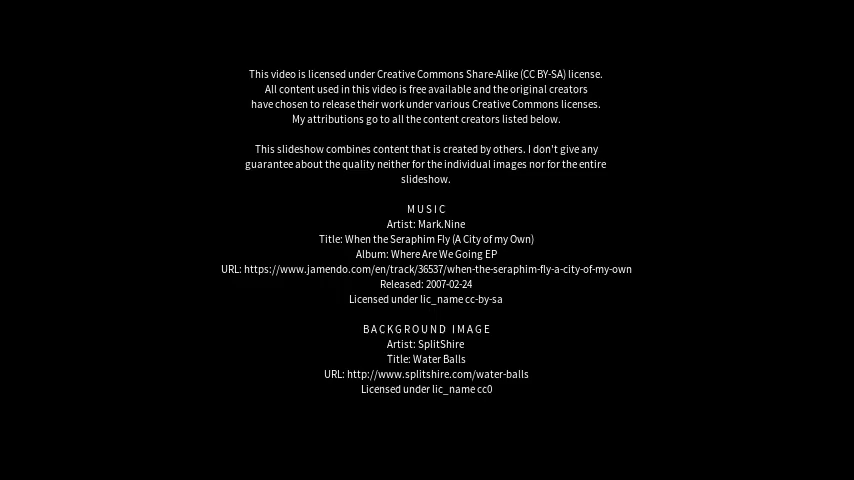 This video is licensed under Creative Commons Share-Alike (CC BY-SA) license.
All content used in this video is free available and the original creators
have chosen to release their work under various Creative Commons licenses.
My attributions go to all the content creators listed below.
This slideshow combines content that is created by others. I don't give any
guarantee about the quality neither for the individual images nor for the entire
slideshow.
MUSIC
Artist: Mark.Nine
Title: When the Seraphim Fly (A City of my Own)
Album: Where Are We Going EP
URL: https://www.jamendo.com/en/track/36537/when-the-seraphim-fly-a-city-of-my-own
Released: 2007-02-24
Licensed under lic_name cc-by-sa
BACKGROUND IMAGE
Artist: SplitShire
Title: Water Balls
URL: http://www.splitshire.com/water-balls
Licensed under lic_name cc0